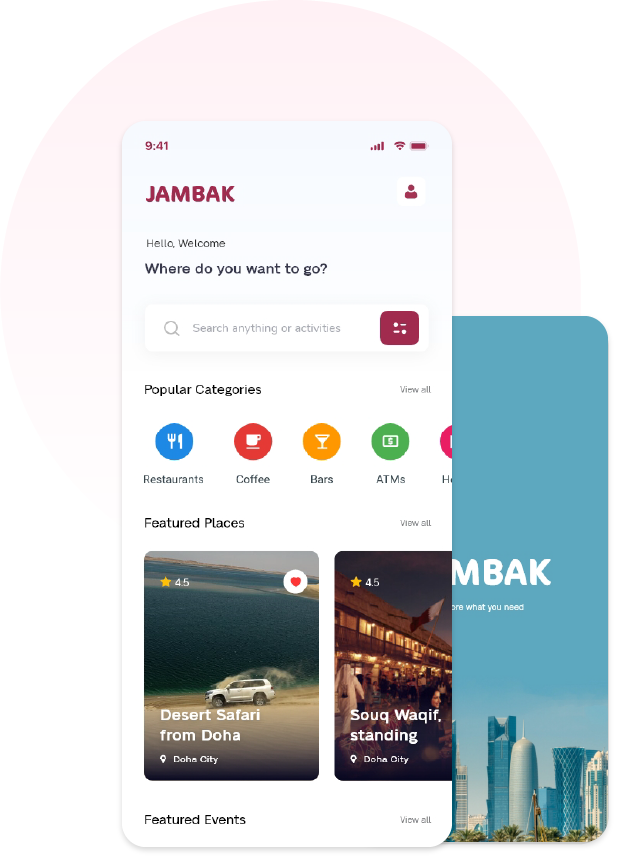 9:41
JAMBAK
Hello, Welcome
Where do you want to go?
Search anything or activities
Popular Categories
View all
Restaurants
Coffee
Bars
ATMs
Featured Places
View all
4.5
Desert Safari
from Doha
Doha City
4.5
Souq Waqif,
standing
Doha City
Featured Events
View all
MBAK
what you need